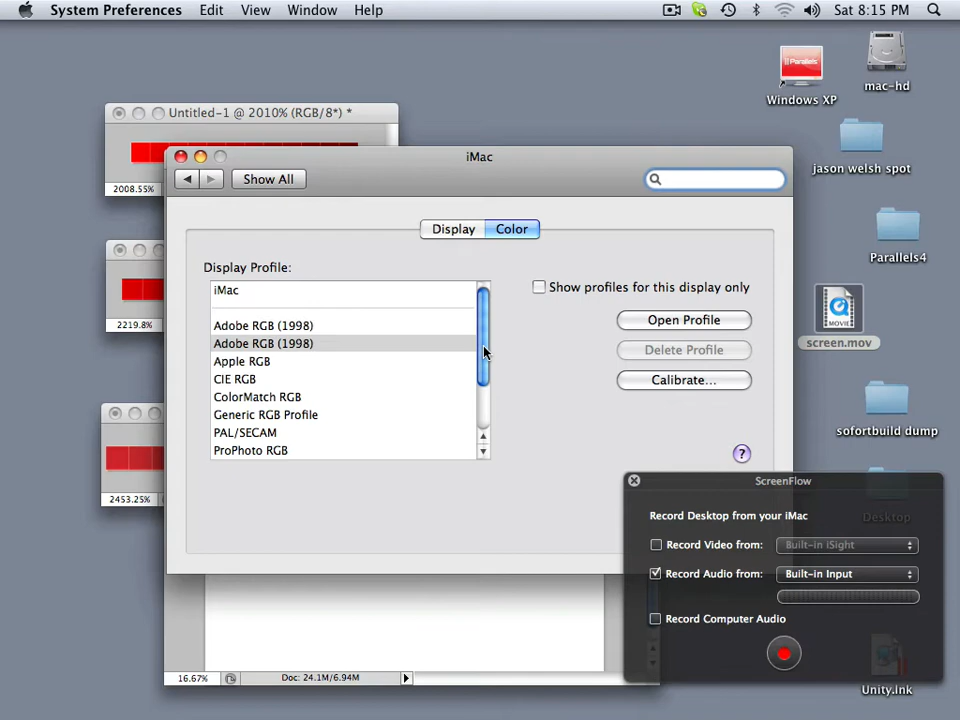 System Preferences Edit View Window Help Sat 8:15 PM
Windows XP
mac-hd
Untitled-1 @ 2010% (RGB/8*) *
2008.55%
iMac
Show All
jason welsh spot
Display Color
Parallels4
Display Profile:
iMac
Adobe RGB (1998)
Adobe RGB (1998)
Apple RGB
CIE RGB
ColorMatch RGB
Generic RGB Profile
PAL/SECAM
ProPhoto RGB
Show profiles for this display only
Open Profile
Delete Profile
Calibrate...
?
2219.8%
MOVIE
screen.mov
sofortbuild dump
2453.25%
Desktop
ScreenFlow
Record Desktop from your iMac
Record Video from: Built-in iSight
Record Audio from: Built-in Input
Record Computer Audio
16.67% Doc: 24.1M/6.94M
Unity.lnk